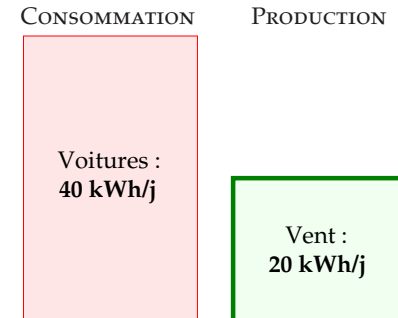 CONSOMMATION PRODUCTION
Voitures :
40 kWh/j
Vent :
20 kWh/j